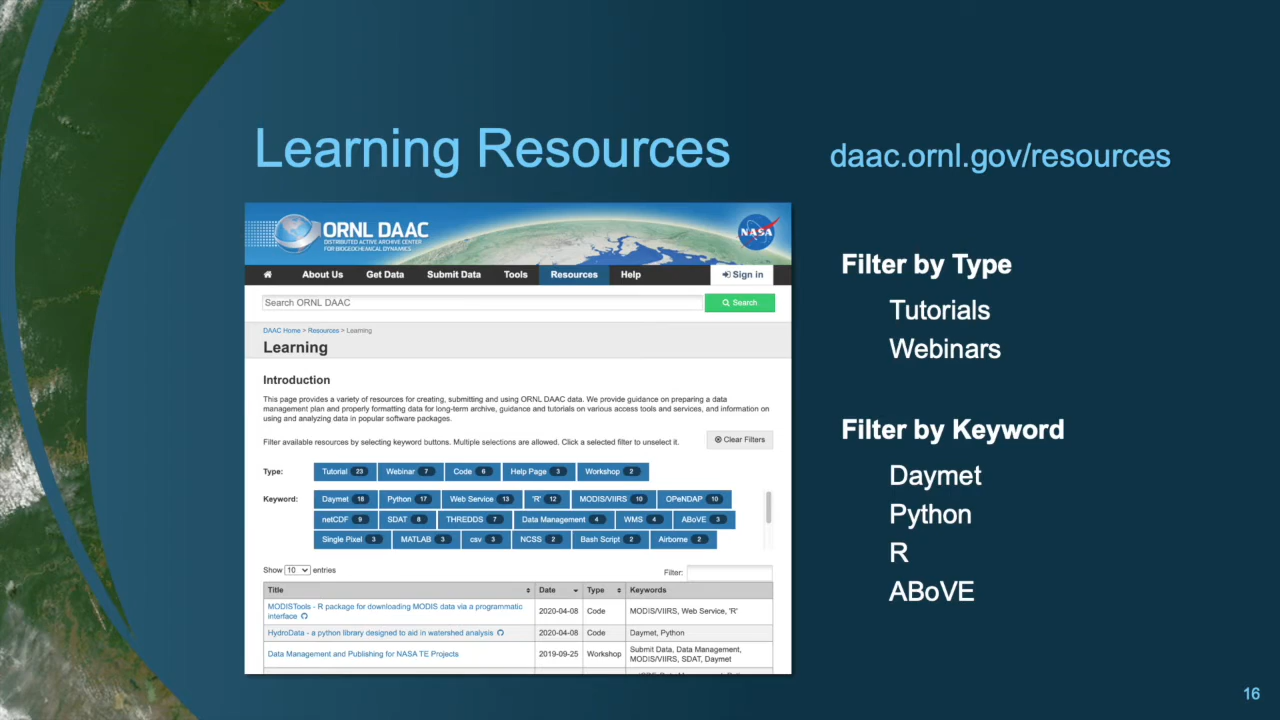 Learning Resources
daac.ornl.gov/resources
ORNL DAAC
DISTRIBUTED ACTIVE ARCHIVE CENTER
FOR BIOGEOCHEMICAL DYNAMICS
NASA
About Us Get Data Submit Data Tools Resources Help Sign in
Search ORNL DAAC Search
DAAC Home > Resources > Learning
Learning
Introduction
This page provides a variety of resources for creating, submitting and using ORNL DAAC data. We provide guidance on preparing a data
management plan and properly formatting data for long-term archive, guidance and tutorials on various access tools and services, and information on
using and analyzing data in popular software packages.
Filter available resources by selecting keyword buttons. Multiple selections are allowed. Click a selected filter to unselect it.
Clear Filters
Type: Tutorial 23 Webinar 7 Code 6 Help Page 3 Workshop 2
Keyword: Daymet 18 Python 17 Web Service 13 'R' 12 MODIS/VIIRS 10 OPeNDAP 10
netCDF 9 SDAT 8 THREDDS 7 Data Management 4 WMS 4 ABoVE 3
Single Pixel 3 MATLAB 3 csv 3 NCSS 2 Bash Script 2 Airborne 2
Show 10 entries
Filter:
Title Date Type Keywords
MODISTools - R package for downloading MODIS data via a programmatic
interface
2020-04-08 Code MODIS/VIIRS, Web Service, 'R'
HydroData - a python library designed to aid in watershed analysis 2020-04-08 Code Daymet, Python
Data Management and Publishing for NASA TE Projects 2019-09-25 Workshop
Submit Data, Data Management,
MODIS/VIIRS, SDAT, Daymet
Filter by Type
Tutorials
Webinars
Filter by Keyword
Daymet
Python
R
ABoVE
16